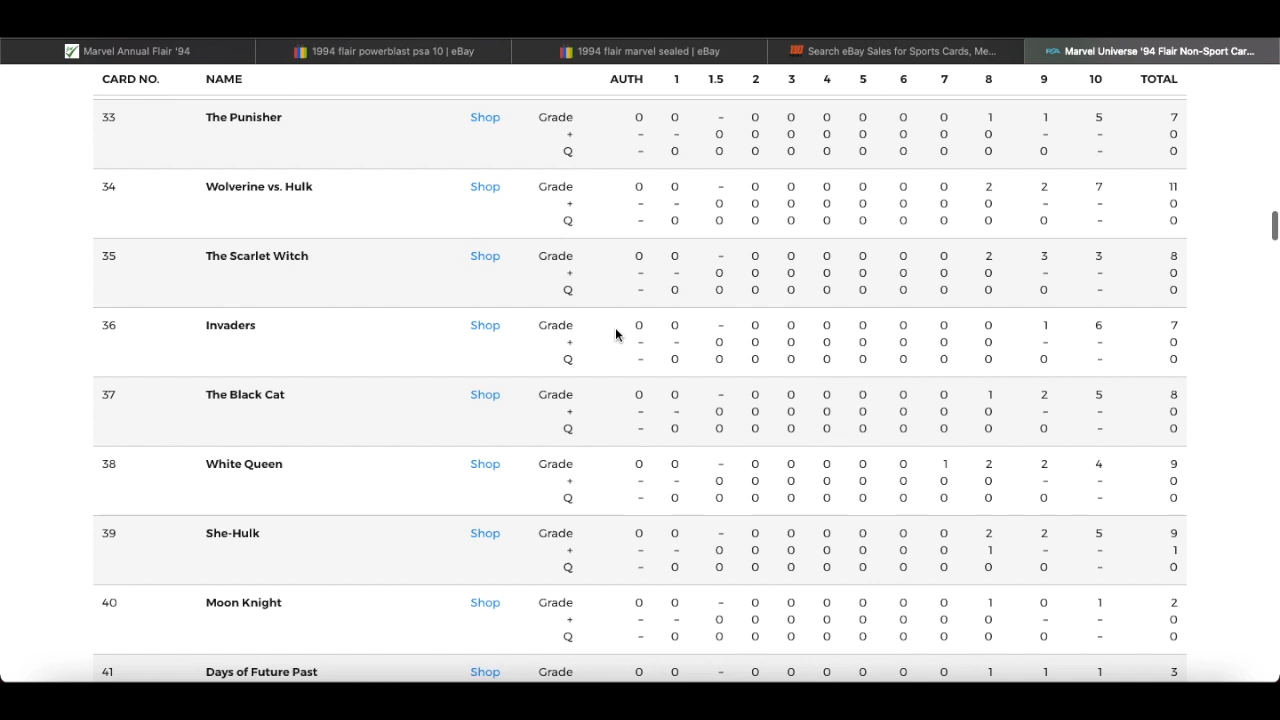 Marvel Annual Flair '94 1994 flair powerblast psa 10 | eBay 1994 flair marvel sealed | eBay 130 Search eBay Sales for Sports Cards, Me... PSA Marvel Universe '94 Flair Non-Sport Car...
CARD NO. NAME AUTH 1 1.5 2 3 4 5 6 7 8 9 10 TOTAL
33 The Punisher Shop Grade 0 0 - 0 0 0 0 0 0 1 1 5 7
+ - - 0 0 0 0 0 0 0 0 - - 0
Q - 0 0 0 0 0 0 0 0 0 0 - 0
34 Wolverine vs. Hulk Shop Grade 0 0 - 0 0 0 0 0 0 2 2 7 11
+ - - 0 0 0 0 0 0 0 0 - - 0
Q - 0 0 0 0 0 0 0 0 0 0 - 0
35 The Scarlet Witch Shop Grade 0 0 - 0 0 0 0 0 0 2 3 3 8
+ - - 0 0 0 0 0 0 0 0 - - 0
Q - 0 0 0 0 0 0 0 0 0 0 - 0
36 Invaders Shop Grade 0 0 - 0 0 0 0 0 0 0 1 6 7
+ - - 0 0 0 0 0 0 0 0 - - 0
Q - 0 0 0 0 0 0 0 0 0 0 - 0
37 The Black Cat Shop Grade 0 0 - 0 0 0 0 0 0 1 2 5 8
+ - - 0 0 0 0 0 0 0 0 - - 0
Q - 0 0 0 0 0 0 0 0 0 0 - 0
38 White Queen Shop Grade 0 0 - 0 0 0 0 0 1 2 2 4 9
+ - - 0 0 0 0 0 0 0 0 - - 0
Q - 0 0 0 0 0 0 0 0 0 0 - 0
39 She-Hulk Shop Grade 0 0 - 0 0 0 0 0 0 2 2 5 9
+ - - 0 0 0 0 0 0 0 1 - - 1
Q - 0 0 0 0 0 0 0 0 0 0 - 0
40 Moon Knight Shop Grade 0 0 - 0 0 0 0 0 0 1 0 1 2
+ - - 0 0 0 0 0 0 0 0 - - 0
Q - 0 0 0 0 0 0 0 0 0 0 - 0
41 Days of Future Past Shop Grade 0 0 - 0 0 0 0 0 0 1 1 1 3